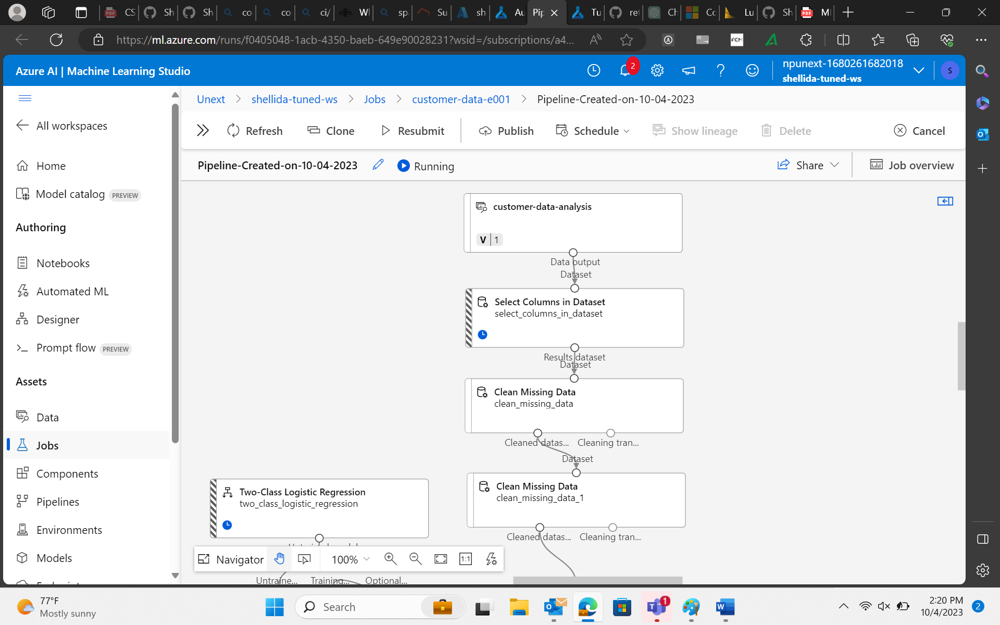 CS
Sh
Sh
co
co
ci/
Wl
sp
Su
sh
Au
Pip
Tu
ret
Ch
Cc
Lu
Sh
MI
https://ml.azure.com/runs/f0405048-1acb-4350-baeb-649e90028231?wsid=/subscriptions/a4...
FCM
Azure AI | Machine Learning Studio
2
npunext-1680261682018
shellida-tuned-ws
S
Unext > shellida-tuned-ws > Jobs > customer-data-e001 > Pipeline-Created-on-10-04-2023
All workspaces
Refresh
Clone
Resubmit
Publish
Schedule
Show lineage
Delete
Cancel
Home
Model catalog PREVIEW
Authoring
Notebooks
Automated ML
Designer
Prompt flow PREVIEW
Assets
Data
Jobs
Components
Pipelines
Environments
Models
Pipeline-Created-on-10-04-2023
Running
Share
Job overview
customer-data-analysis
V | 1
Data output
Dataset
Select Columns in Dataset
select_columns_in_dataset
Results dataset
Dataset
Clean Missing Data
clean_missing_data
Cleaned datas...
Cleaning tran...
Dataset
Clean Missing Data
clean_missing_data_1
Cleaned datas...
Cleaning tran...
Two-Class Logistic Regression
two_class_logistic_regression
Navigator
100%
1:1
Untraine...
Training...
Optional...
77°F
Mostly sunny
Search
1
2:20 PM
10/4/2023
2